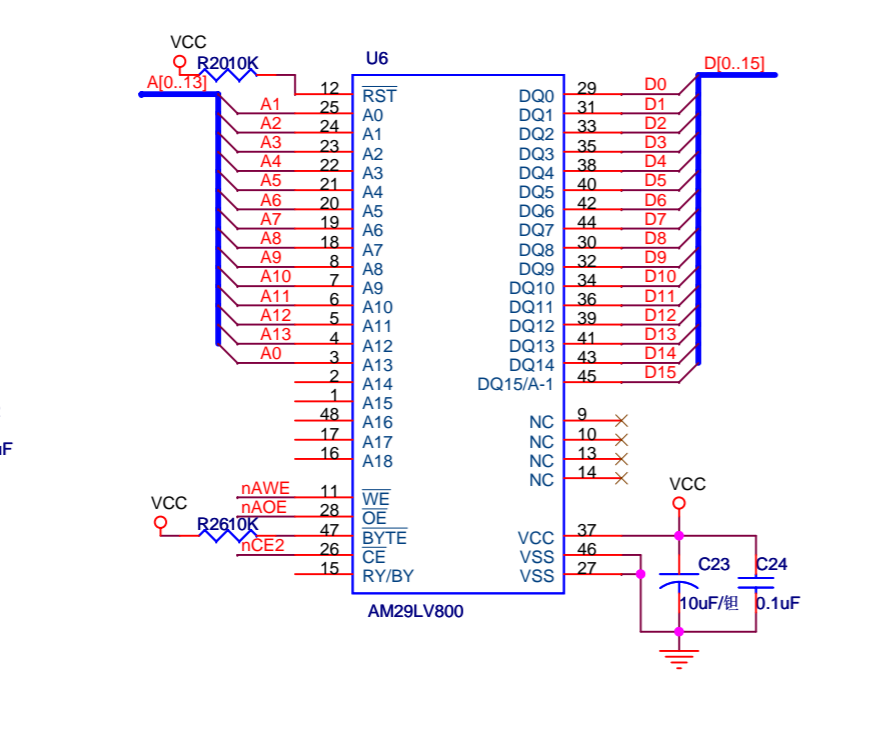 VCC
R20 10K
U6
A[0..13]
D[0..15]
12 RST DQ0 29 D0
A1 25 A0 DQ1 31 D1
A2 24 A1 DQ2 33 D2
A3 23 A2 DQ3 35 D3
A4 22 A3 DQ4 38 D4
A5 21 A4 DQ5 40 D5
A6 20 A5 DQ6 42 D6
A7 19 A6 DQ7 44 D7
A8 18 A7 DQ8 30 D8
A9 8 A8 DQ9 32 D9
A10 7 A9 DQ10 34 D10
A11 6 A10 DQ11 36 D11
A12 5 A11 DQ12 39 D12
A13 4 A12 DQ13 41 D13
A0 3 A13 DQ14 43 D14
2 A14 DQ15/A-1 45 D15
1 A15
48 A16 NC 9
17 A17 NC 10
16 A18 NC 13
NC 14
uF
nAWE 11 WE
nAOE 28 OE
VCC
R26 10K 47 BYTE VCC 37
nCE2 26 CE VSS 46
15 RY/BY VSS 27
VCC
C23 C24
10uF/钽 0.1uF
AM29LV800